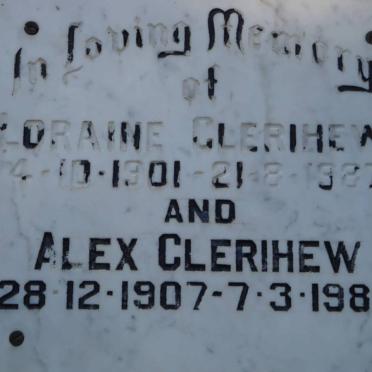 In Loving Memory
of
LORAINE CLERIHEW
4-10-1901-21-8-198
AND
ALEX CLERIHEW
28·12·1907-7·3·198